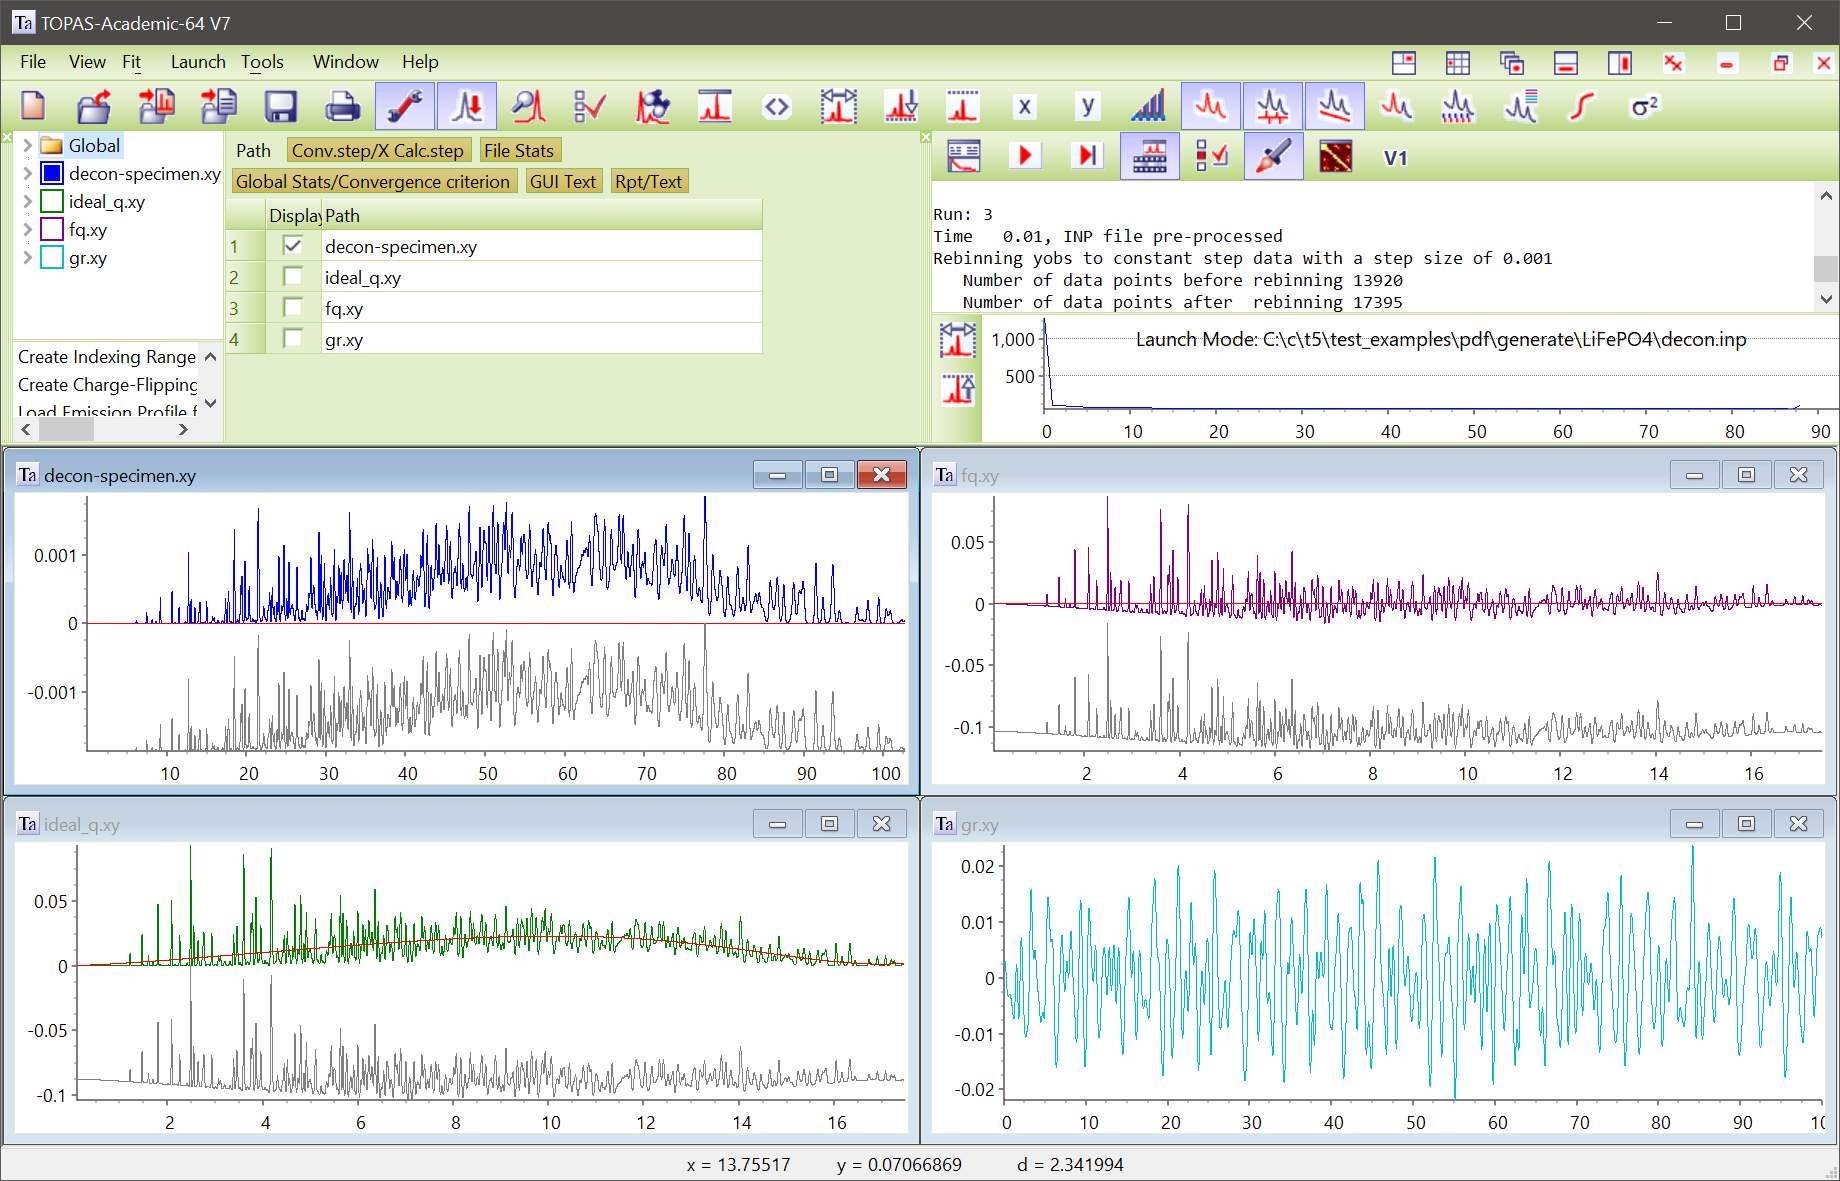 Ta TOPAS-Academic-64 V7
File View Fit Launch Tools Window Help
x y σ²
Global
decon-specimen.xy
ideal_q.xy
fq.xy
gr.xy
Create Indexing Range
Create Charge-Flipping
Load Emission Profile f
Path Conv.step/X Calc.step File Stats
Global Stats/Convergence criterion GUI Text Rpt/Text
Display Path
1 decon-specimen.xy
2 ideal_q.xy
3 fq.xy
4 gr.xy
V1
Run: 3
Time 0.01, INP file pre-processed
Rebinning yobs to constant step data with a step size of 0.001
Number of data points before rebinning 13920
Number of data points after rebinning 17395
Launch Mode: C:\c\t5\test_examples\pdf\generate\LiFePO4\decon.inp
1,000
500
0 10 20 30 40 50 60 70 80 90
Ta decon-specimen.xy
0.001
0
-0.001
10 20 30 40 50 60 70 80 90 100
Ta fq.xy
0.05
0
-0.05
-0.1
2 4 6 8 10 12 14 16
Ta ideal_q.xy
0.05
0
-0.05
-0.1
2 4 6 8 10 12 14 16
Ta gr.xy
0.02
0.01
0
-0.01
-0.02
0 10 20 30 40 50 60 70 80 90 10
x = 13.75517 y = 0.07066869 d = 2.341994